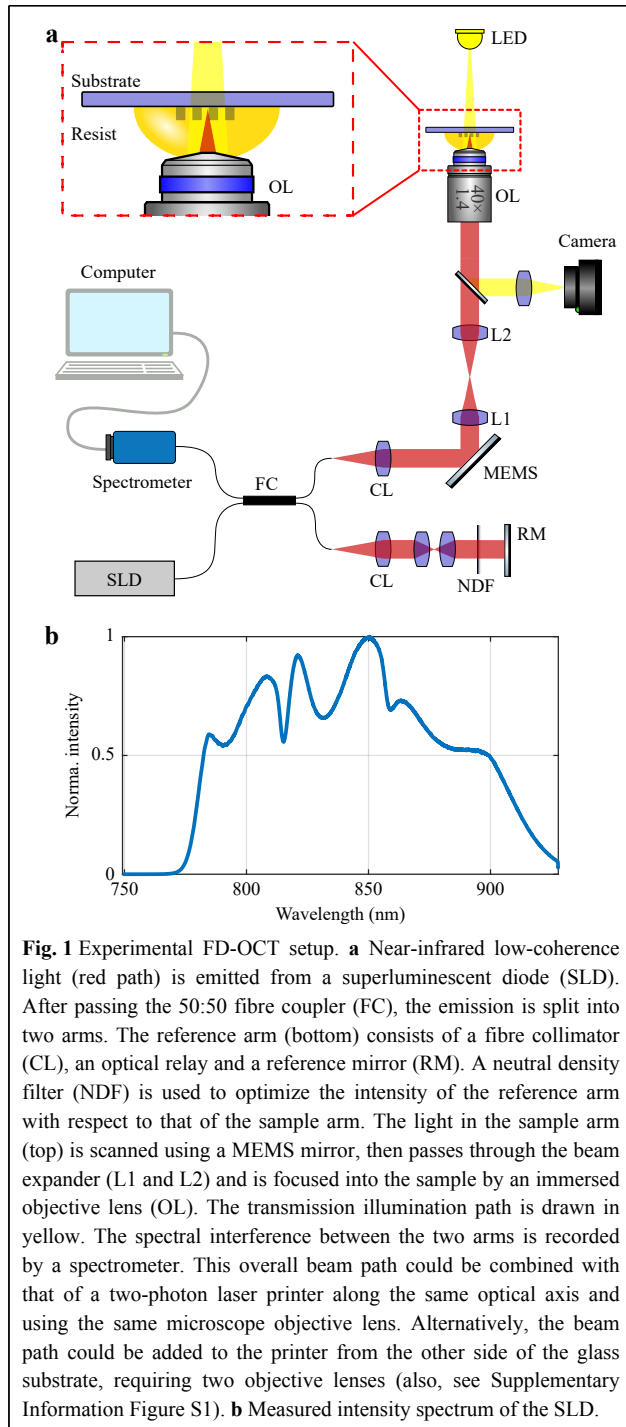 a
LED
Substrate
Resist
OL
40×
1.4
OL
Camera
Computer
L2
L1
MEMS
CL
Spectrometer
FC
SLD
CL
NDF
RM
b
1
0.5
0
Norma. intensity
750
800
850
900
Wavelength (nm)
Fig. 1 Experimental FD-OCT setup. a Near-infrared low-coherence
light (red path) is emitted from a superluminescent diode (SLD).
After passing the 50:50 fibre coupler (FC), the emission is split into
two arms. The reference arm (bottom) consists of a fibre collimator
(CL), an optical relay and a reference mirror (RM). A neutral density
filter (NDF) is used to optimize the intensity of the reference arm
with respect to that of the sample arm. The light in the sample arm
(top) is scanned using a MEMS mirror, then passes through the beam
expander (L1 and L2) and is focused into the sample by an immersed
objective lens (OL). The transmission illumination path is drawn in
yellow. The spectral interference between the two arms is recorded
by a spectrometer. This overall beam path could be combined with
that of a two-photon laser printer along the same optical axis and
using the same microscope objective lens. Alternatively, the beam
path could be added to the printer from the other side of the glass
substrate, requiring two objective lenses (also, see Supplementary
Information Figure S1). b Measured intensity spectrum of the SLD.